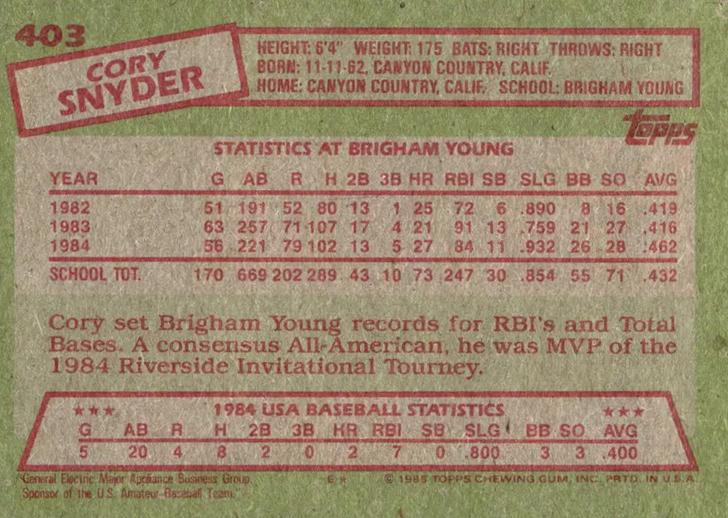 403
CORY
SNYDER
HEIGHT: 6'4" WEIGHT: 175 BATS: RIGHT THROWS: RIGHT
BORN: 11-11-62, CANYON COUNTRY, CALIF.
HOME: CANYON COUNTRY, CALIF. SCHOOL: BRIGHAM YOUNG
topps
STATISTICS AT BRIGHAM YOUNG
YEAR G AB R H 2B 3B HR RBI SB SLG BB SO AVG
1982 51 191 52 80 13 1 25 72 6 .890 8 16 .419
1983 63 257 71 107 17 4 21 91 13 .759 21 27 .416
1984 56 221 79 102 13 5 27 84 11 .932 26 28 .462
SCHOOL TOT. 170 669 202 289 43 10 73 247 30 .854 55 71 .432
Cory set Brigham Young records for RBI's and Total
Bases. A consensus All-American, he was MVP of the
1984 Riverside Invitational Tourney.
★★★ 1984 USA BASEBALL STATISTICS ★★★
G AB R H 2B 3B HR RBI SB SLG BB SO AVG
5 20 4 8 2 0 2 7 0 .800 3 3 .400
"General Electric Major Appliance Business Group,
Sponsor of the U.S. Amateur Baseball Team."
© 1985 TOPPS CHEWING GUM, INC. PRTD. IN U.S.A.